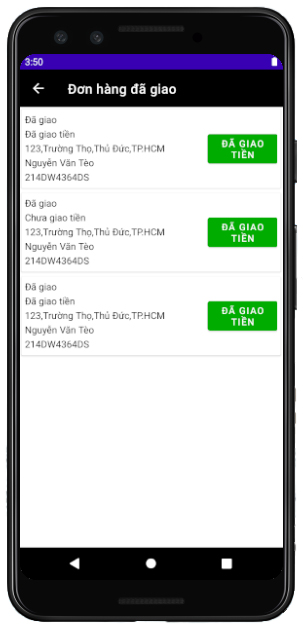 3:50
Đơn hàng đã giao
Đã giao
Đã giao tiền
123,Trường Thọ,Thủ Đức,TP.HCM
Nguyễn Văn Tèo
214DW4364DS
ĐÃ GIAO
TIỀN
Đã giao
Chưa giao tiền
123,Trường Thọ,Thủ Đức,TP.HCM
Nguyễn Văn Tèo
214DW4364DS
ĐÃ GIAO
TIỀN
Đã giao
Đã giao tiền
123,Trường Thọ,Thủ Đức,TP.HCM
Nguyễn Văn Tèo
214DW4364DS
ĐÃ GIAO
TIỀN